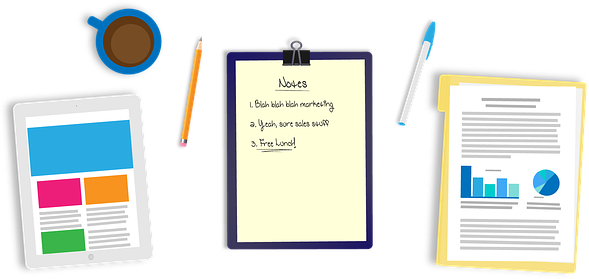 Notes
1. Blah blah blah marketing
2. Yeah, sure sales stuff
3. Free Lunch!